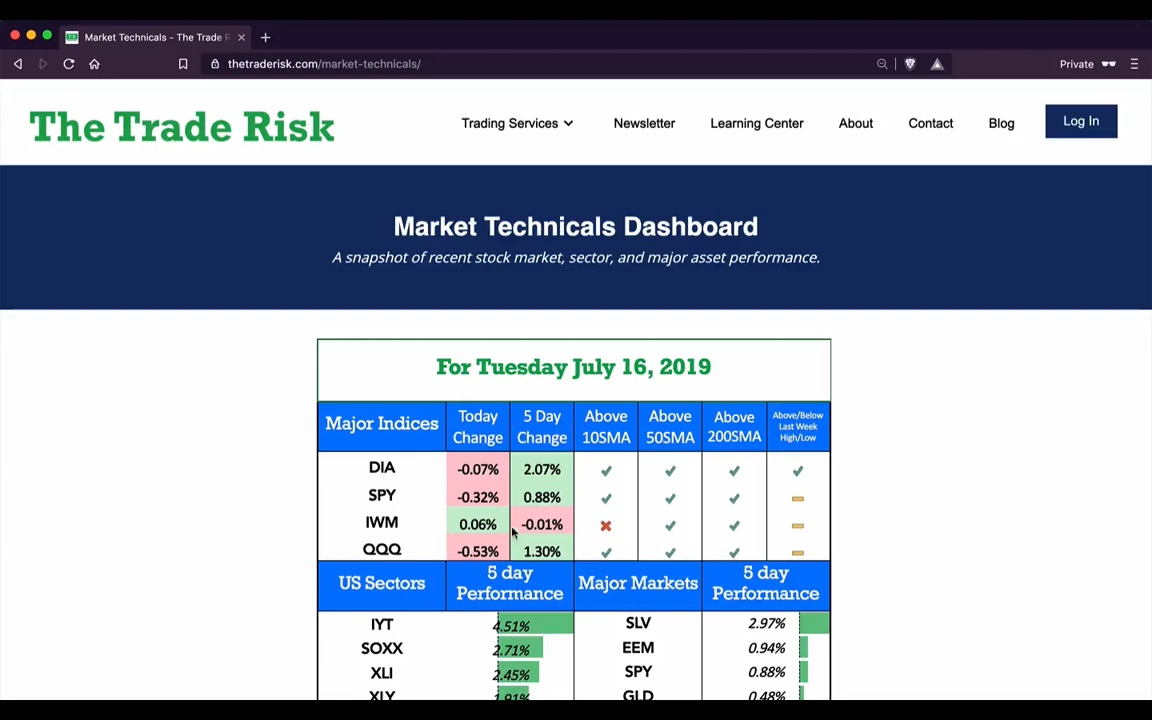 Market Technicals - The Trade R
thetraderisk.com/market-technicals/
Private
The Trade Risk
Trading Services Newsletter Learning Center About Contact Blog Log In
Market Technicals Dashboard
A snapshot of recent stock market, sector, and major asset performance.
For Tuesday July 16, 2019
Major Indices Today Change 5 Day Change Above 10SMA Above 50SMA Above 200SMA Above/Below Last Week High/Low
DIA -0.07% 2.07%
SPY -0.32% 0.88%
IWM 0.06% -0.01%
QQQ -0.53% 1.30%
US Sectors 5 day Performance Major Markets 5 day Performance
IYT 4.51% SLV 2.97%
SOXX 2.71% EEM 0.94%
XLI 2.45% SPY 0.88%
XLY 1.91% GLD 0.48%